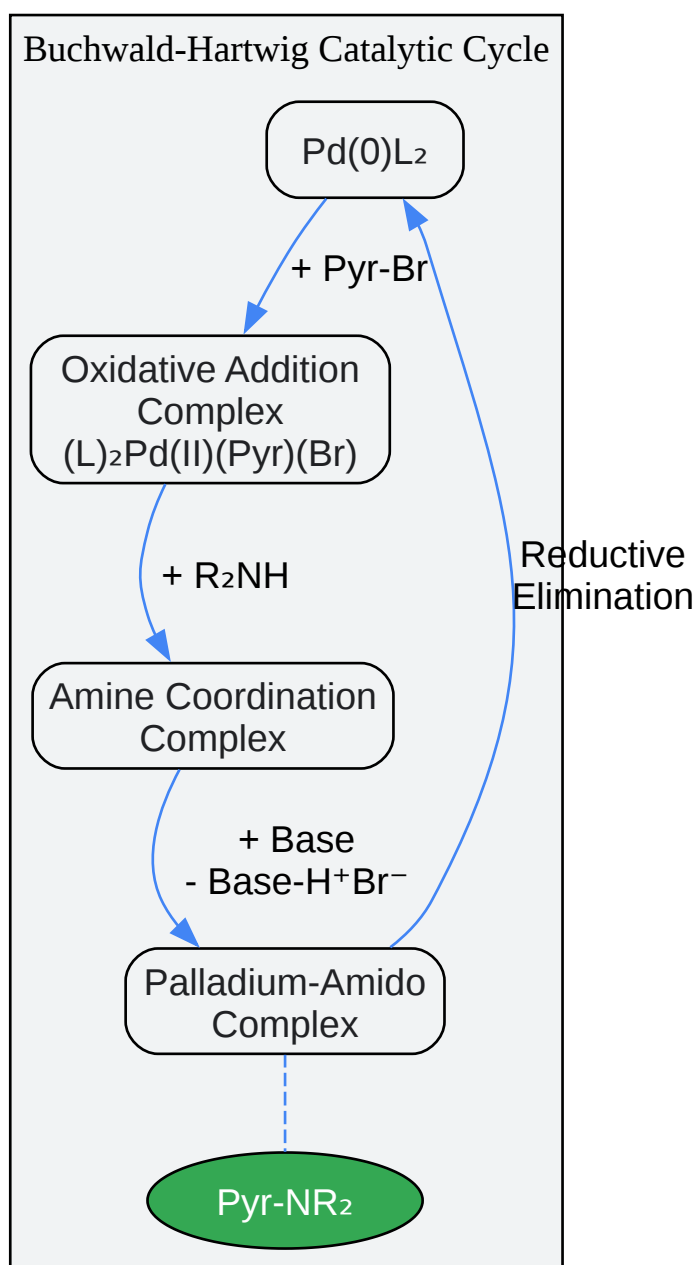 Buchwald-Hartwig Catalytic Cycle
Pd(0)L₂
+ Pyr-Br
Oxidative Addition
Complex
(L)₂Pd(II)(Pyr)(Br)
+ R₂NH
Reductive
Elimination
Amine Coordination
Complex
+ Base
- Base-H⁺Br⁻
Palladium-Amido
Complex
Pyr-NR₂